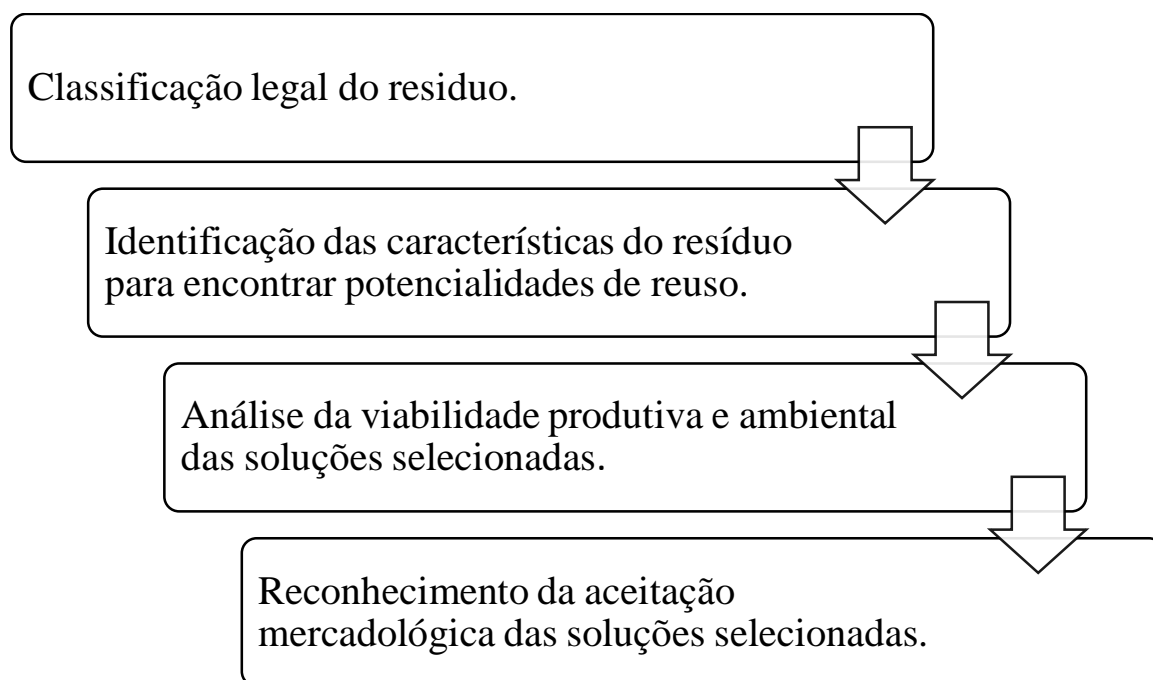 Classificação legal do residuo.
Identificação das características do resíduo
para encontrar potencialidades de reuso.
Análise da viabilidade produtiva e ambiental
das soluções selecionadas.
Reconhecimento da aceitação
mercadológica das soluções selecionadas.